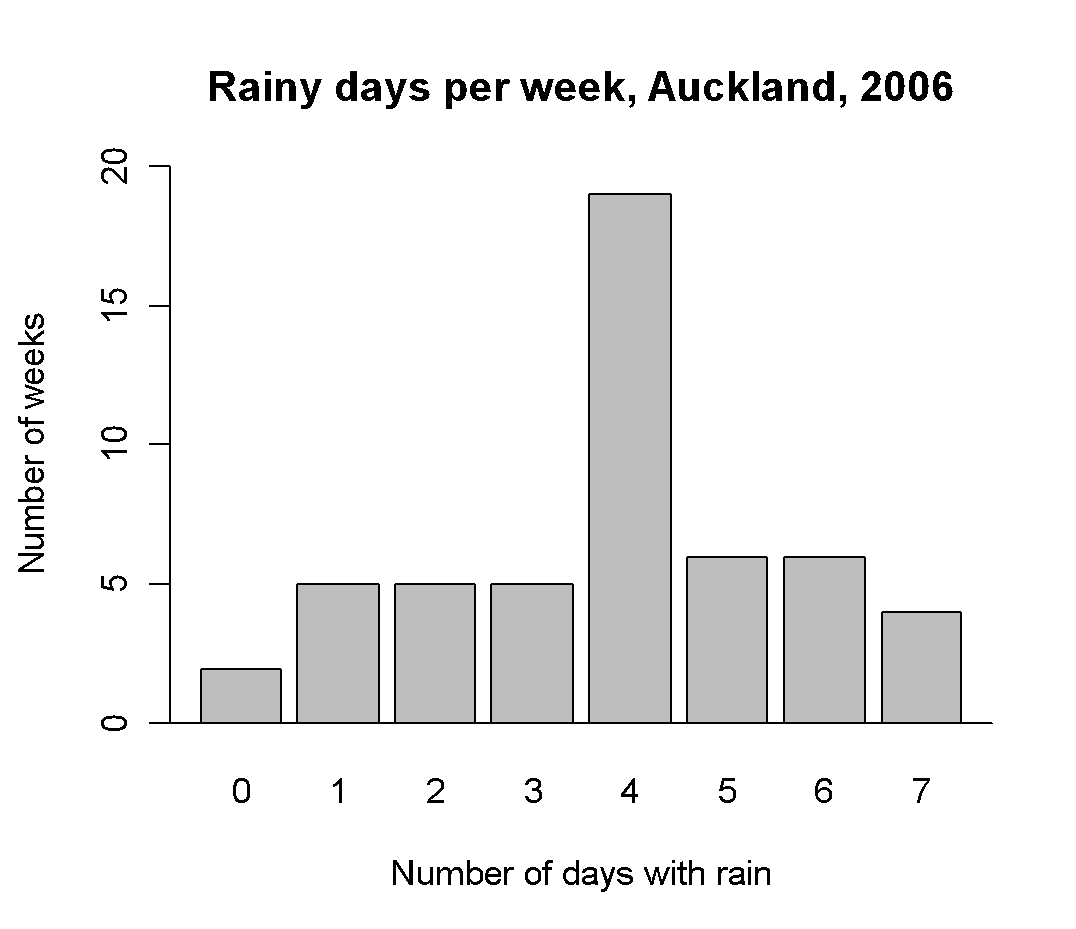 Rainy days per week, Auckland, 2006
Number of weeks
20
15
10
5
0
0 1 2 3 4 5 6 7
Number of days with rain